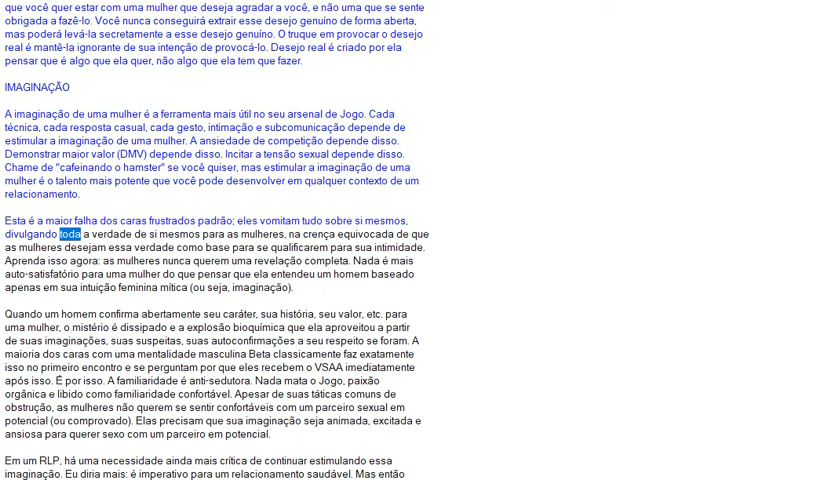 que você quer estar com uma mulher que deseja agradar a você, e não uma que se sente
obrigada a fazê-lo. Você nunca conseguirá extrair esse desejo genuíno de forma aberta,
mas poderá levá-la secretamente a esse desejo genuíno. O truque em provocar o desejo
real é mantê-la ignorante de sua intenção de provocá-lo. Desejo real é criado por ela
pensar que é algo que ela quer, não algo que ela tem que fazer.
IMAGINAÇÃO
A imaginação de uma mulher é a ferramenta mais útil no seu arsenal de Jogo. Cada
técnica, cada resposta casual, cada gesto, intimação e subcomunicação depende de
estimular a imaginação de uma mulher. A ansiedade de competição depende disso.
Demonstrar maior valor (DMV) depende disso. Incitar a tensão sexual depende disso.
Chame de "cafeinando o hamster" se você quiser, mas estimular a imaginação de uma
mulher é o talento mais potente que você pode desenvolver em qualquer contexto de um
relacionamento.
Esta é a maior falha dos caras frustrados padrão; eles vomitam tudo sobre si mesmos,
divulgando toda a verdade de si mesmos para as mulheres, na crença equivocada de que
as mulheres desejam essa verdade como base para se qualificarem para sua intimidade.
Aprenda isso agora: as mulheres nunca querem uma revelação completa. Nada é mais
auto-satisfatório para uma mulher do que pensar que ela entendeu um homem baseado
apenas em sua intuição feminina mítica (ou seja, imaginação).
Quando um homem confirma abertamente seu caráter, sua história, seu valor, etc. para
uma mulher, o mistério é dissipado e a explosão bioquímica que ela aproveitou a partir
de suas imaginações, suas suspeitas, suas autoconfirmações a seu respeito se foram. A
maioria dos caras com uma mentalidade masculina Beta classicamente faz exatamente
isso no primeiro encontro e se perguntam por que eles recebem o VSAA imediatamente
após isso. É por isso. A familiaridade é anti-sedutora. Nada mata o Jogo, paixão
orgânica e libido como familiaridade confortável. Apesar de suas táticas comuns de
obstrução, as mulheres não querem se sentir confortáveis com um parceiro sexual em
potencial (ou comprovado). Elas precisam que sua imaginação seja animada, excitada e
ansiosa para querer sexo com um parceiro em potencial.
Em um RLP, há uma necessidade ainda mais crítica de continuar estimulando essa
imaginação. Eu diria mais: é imperativo para um relacionamento saudável. Mas então